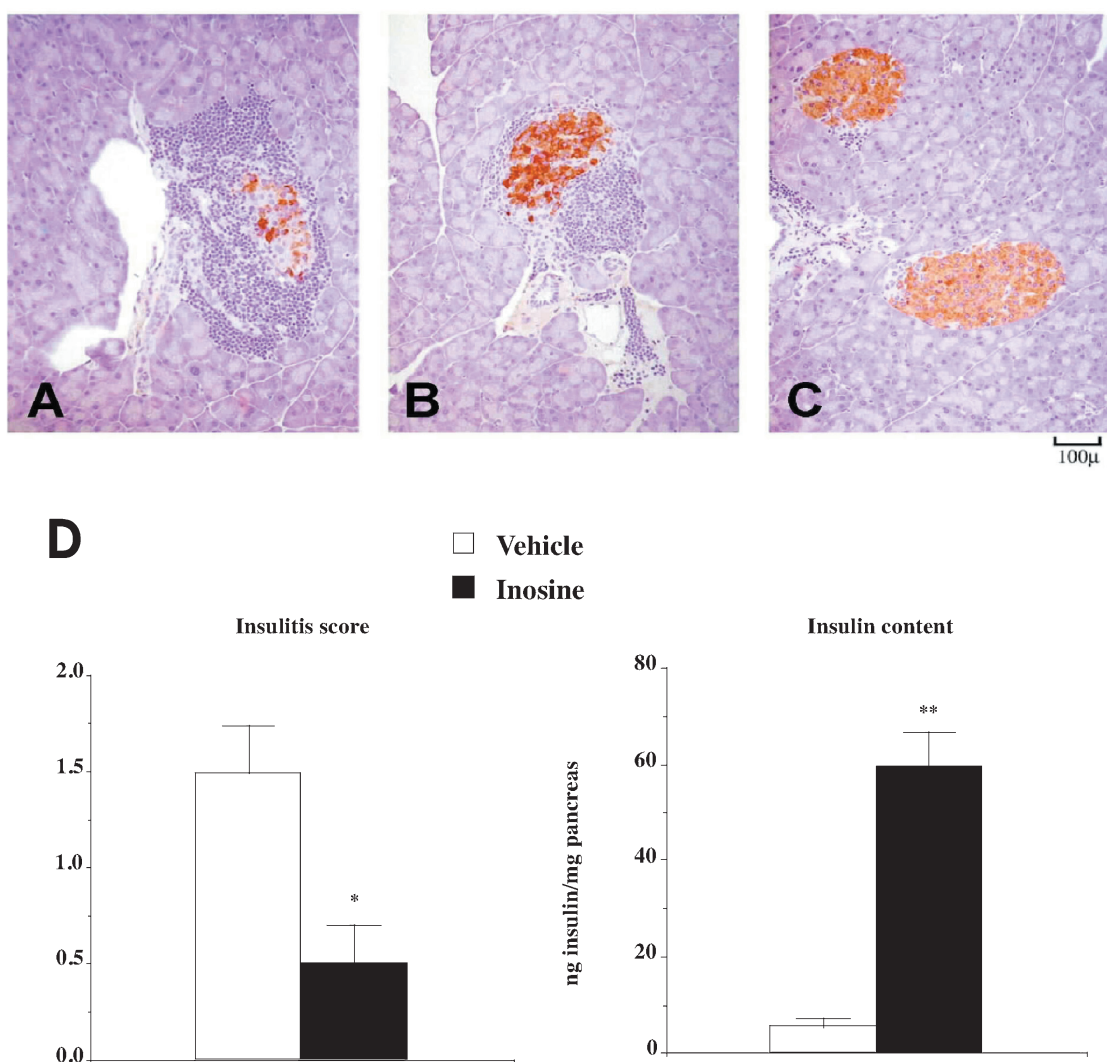 A
B
C
100μ
D
Vehicle
Inosine
Insulitis score
2.0
1.5
1.0
0.5
0.0
*
Insulin content
ng insulin/mg pancreas
80
60
40
20
0
**